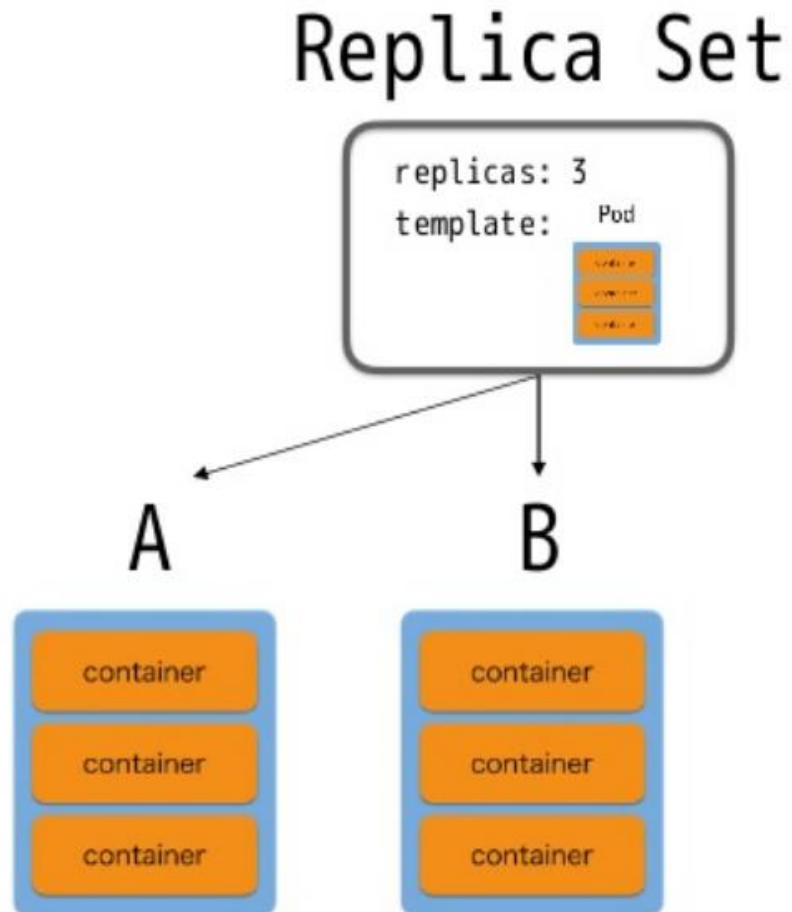 Replica Set
replicas: 3
template: Pod
A B
container container
container container
container container